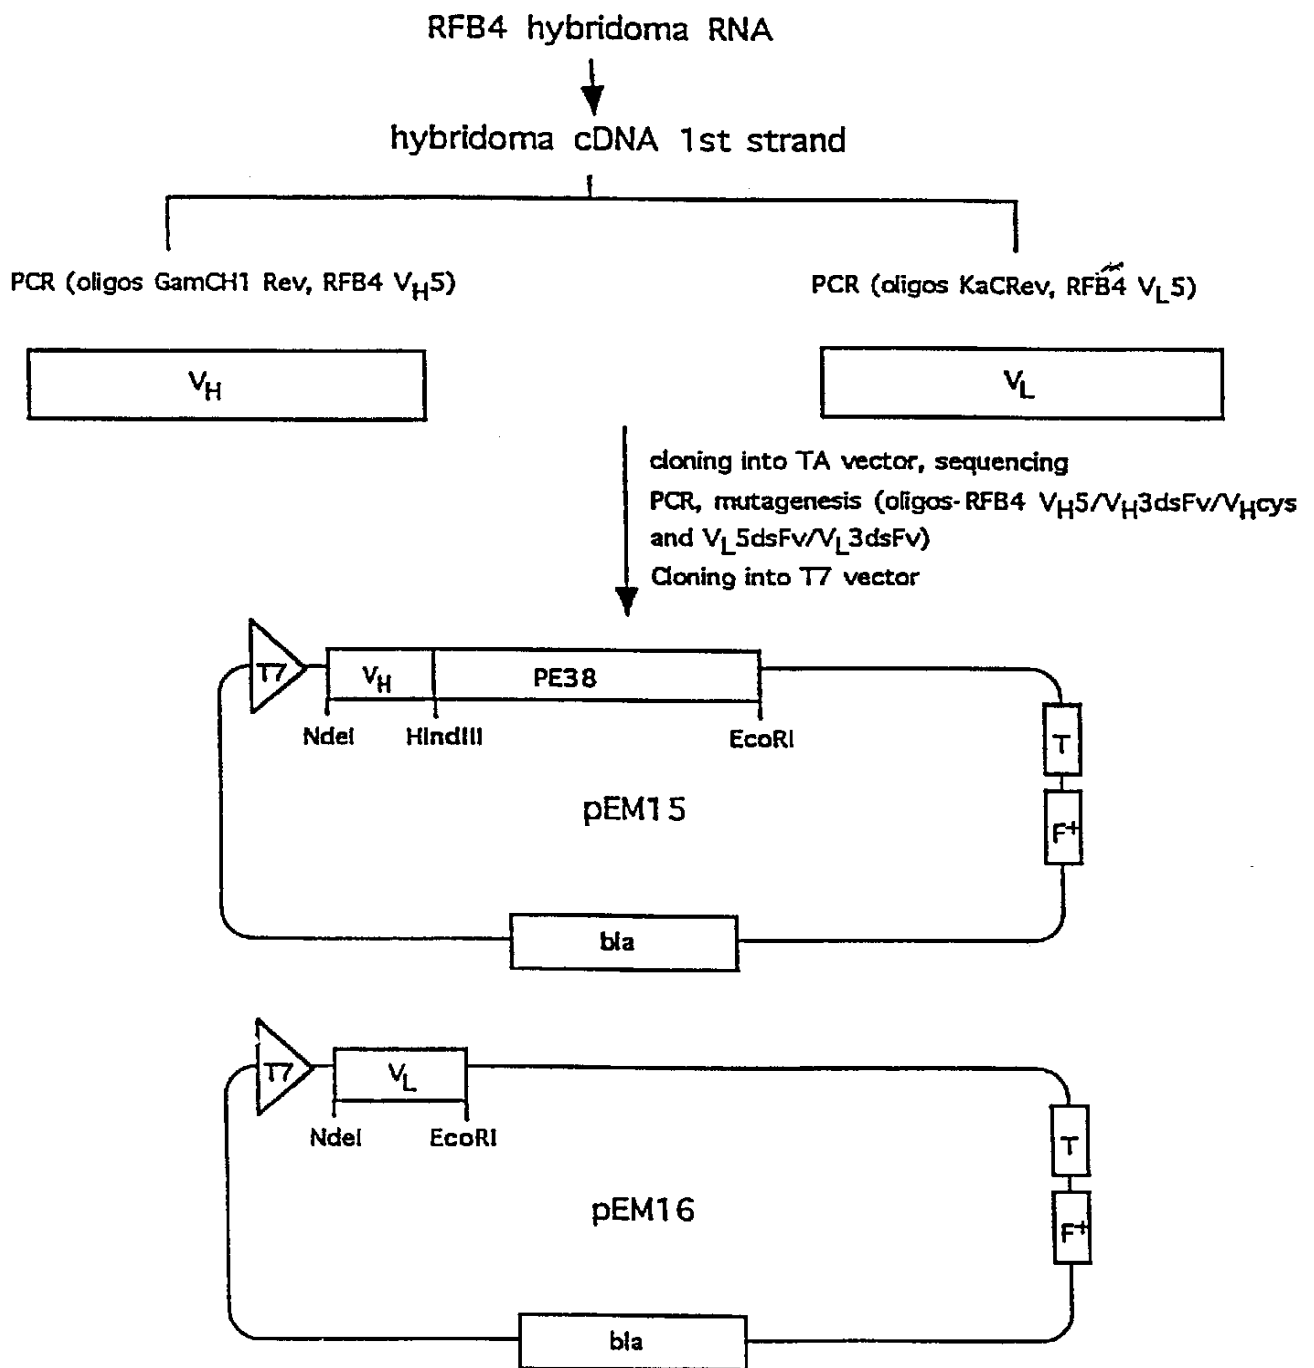 RFB4 hybridoma RNA
hybridoma cDNA 1st strand
PCR (oligos GamCH1 Rev, RFB4 VH5)
PCR (oligos KaCRev, RFB4 VL5)
VH
VL
cloning into TA vector, sequencing
PCR, mutagenesis (oligos-RFB4 VH5/VH3dsFv/VHcys
and VL5dsFv/VL3dsFv)
Cloning into T7 vector
T7
VH
PE38
NdeI
HindIII
EcoRI
T
pEM15
F+
bla
T7
VL
NdeI
EcoRI
T
pEM16
F+
bla